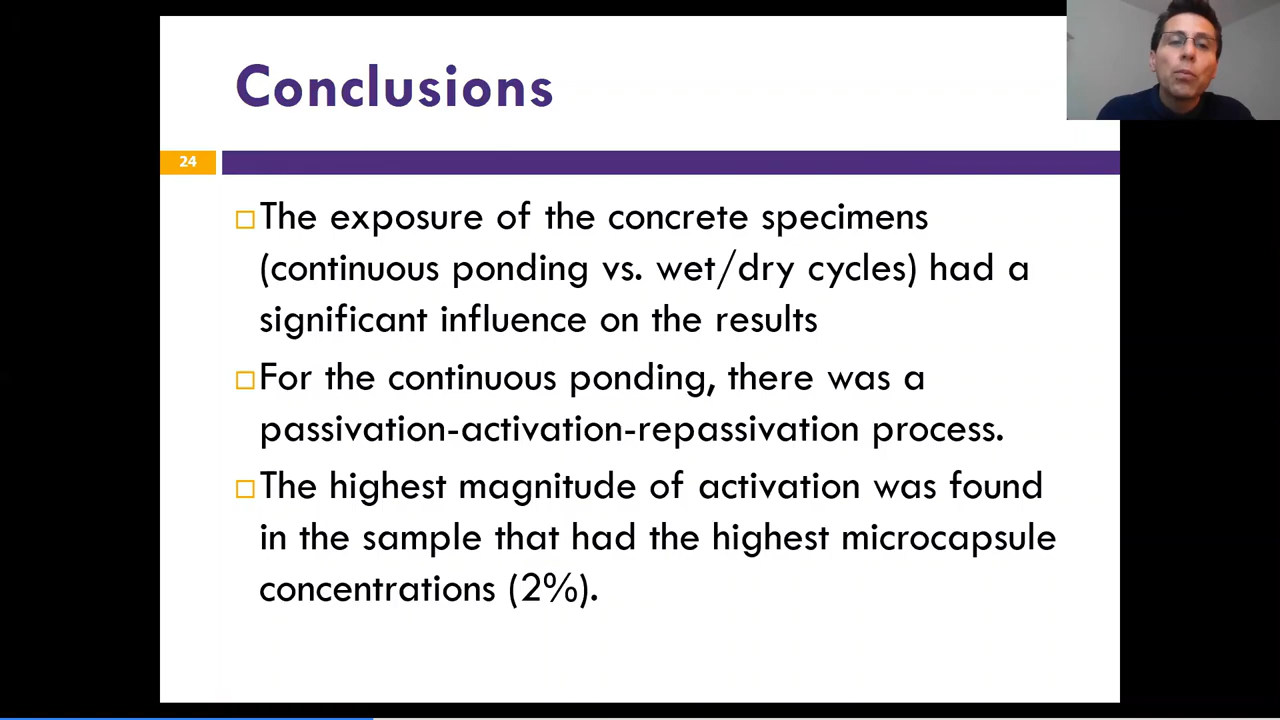 Conclusions
24
The exposure of the concrete specimens
(continuous ponding vs. wet/dry cycles) had a
significant influence on the results
For the continuous ponding, there was a
passivation-activation-repassivation process.
The highest magnitude of activation was found
in the sample that had the highest microcapsule
concentrations (2%).